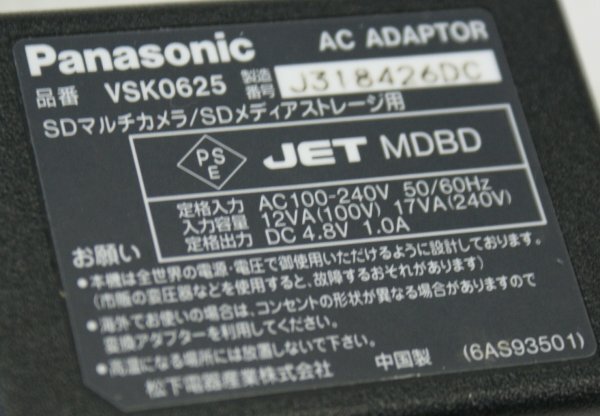 Panasonic AC ADAPTOR
品番 VSK0625 製造番号 J318426DC
SDマルチカメラ/SDメディアストレージ用
PSE JET MDBD
定格入力 AC100-240V 50/60Hz
入力容量 12VA(100V) 17VA(240V)
定格出力 DC 4.8V 1.0A
お願い
●本機は全世界の電源・電圧で御使用いただけるように設計しております。
(市販の変圧器などを使用すると、故障するおそれがあります)
●海外でお使いの場合は、コンセントの形状が異なる場合がありますので
変換アダプターを利用してください。
●高温になる場所には放置しないで下さい。
松下電器産業株式会社 中国製 (6AS93501)